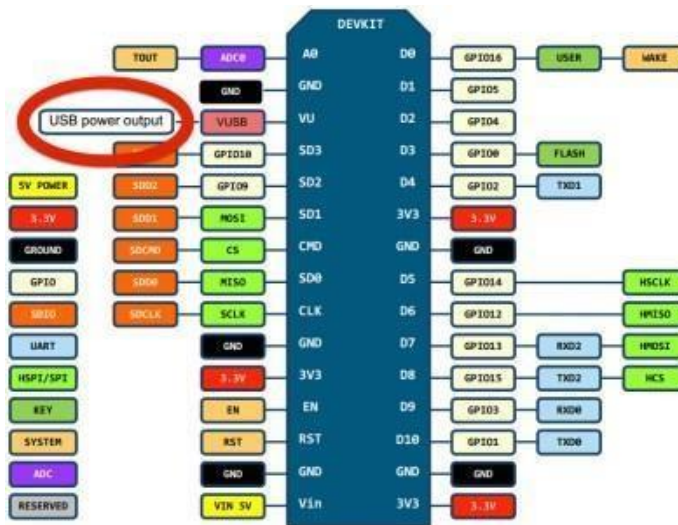 DEVKIT
TOUT ADC0 A0 D0 GPIO16 USER WAKE
GND GND D1 GPIO5
USB power output VUSB VU D2 GPIO4
GPIO10 SD3 D3 GPIO0 FLASH
5V POWER SDD2 GPIO9 SD2 D4 GPIO2 TXD1
3.3V SDD1 MOSI SD1 3V3 3.3V
GROUND SDCMD CS CMD GND GND
GPIO SDD0 MISO SD0 D5 GPIO14 HSCLK
SDIO SDCLK SCLK CLK D6 GPIO12 HMISO
UART GND GND D7 GPIO13 RXD2 HMOSI
HSPI/SPI 3.3V 3V3 D8 GPIO15 TXD2 HCS
KEY EN EN D9 GPIO3 RXD0
SYSTEM RST RST D10 GPIO1 TXD0
ADC GND GND GND GND
RESERVED VIN 5V Vin 3V3 3.3V